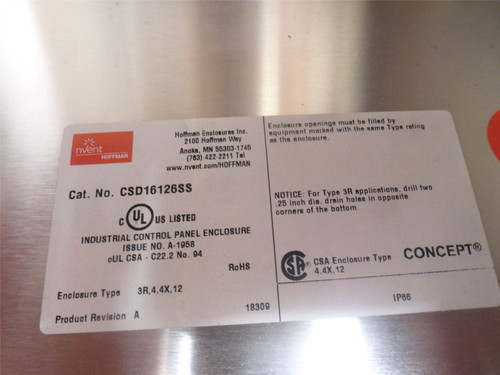 nvent
HOFFMAN
Hoffman Enclosures Inc.
2100 Hoffman Way
Anoka, MN 55303-1745
(763) 422-2211 Tel
www.nvent.com/HOFFMAN
Cat. No. CSD16126SS
c UL US LISTED
INDUSTRIAL CONTROL PANEL ENCLOSURE
ISSUE NO. A-1958
cUL CSA - C22.2 No. 94
RoHS
Enclosure Type 3R,4,4X,12
Product Revision A
18309
Enclosure openings must be filled by
equipment marked with the same Type rating
as the enclosure.
NOTICE: For Type 3R applications, drill two
.25 inch dia. drain holes in opposite
corners of the bottom.
SA CSA Enclosure Type
4,4X,12
CONCEPT®
IP66